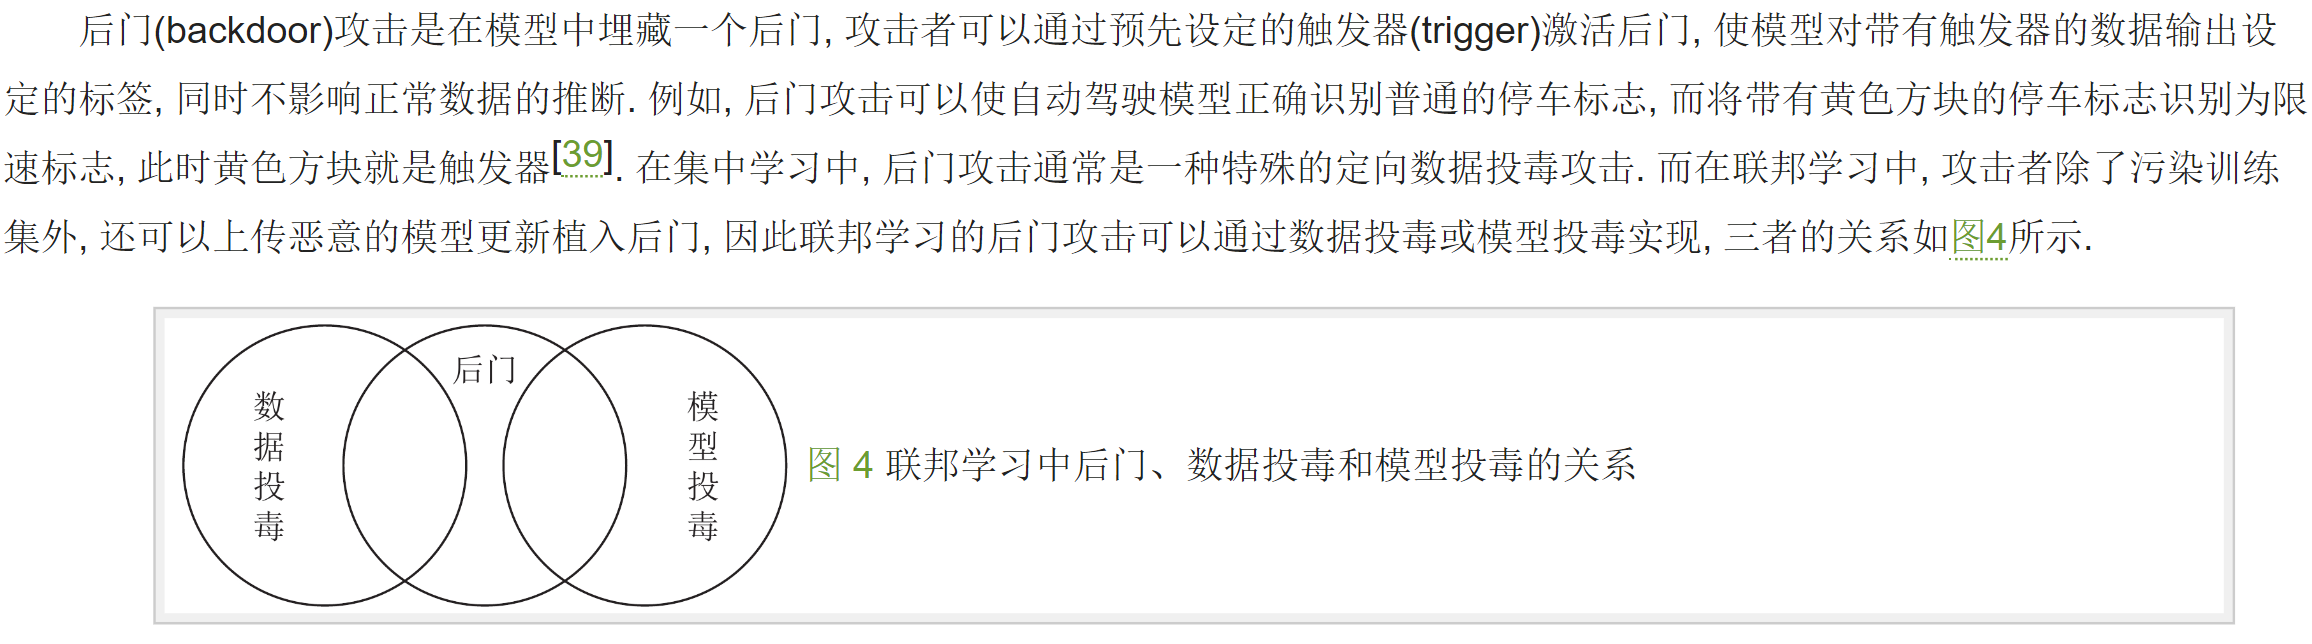 后门(backdoor)攻击是在模型中埋藏一个后门, 攻击者可以通过预先设定的触发器(trigger)激活后门, 使模型对带有触发器的数据输出设
定的标签, 同时不影响正常数据的推断. 例如, 后门攻击可以使自动驾驶模型正确识别普通的停车标志, 而将带有黄色方块的停车标志识别为限
速标志, 此时黄色方块就是触发器[39]. 在集中学习中, 后门攻击通常是一种特殊的定向数据投毒攻击. 而在联邦学习中, 攻击者除了污染训练
集外, 还可以上传恶意的模型更新植入后门, 因此联邦学习的后门攻击可以通过数据投毒或模型投毒实现, 三者的关系如图4所示.
数据投毒
后门
模型投毒
图 4 联邦学习中后门、数据投毒和模型投毒的关系